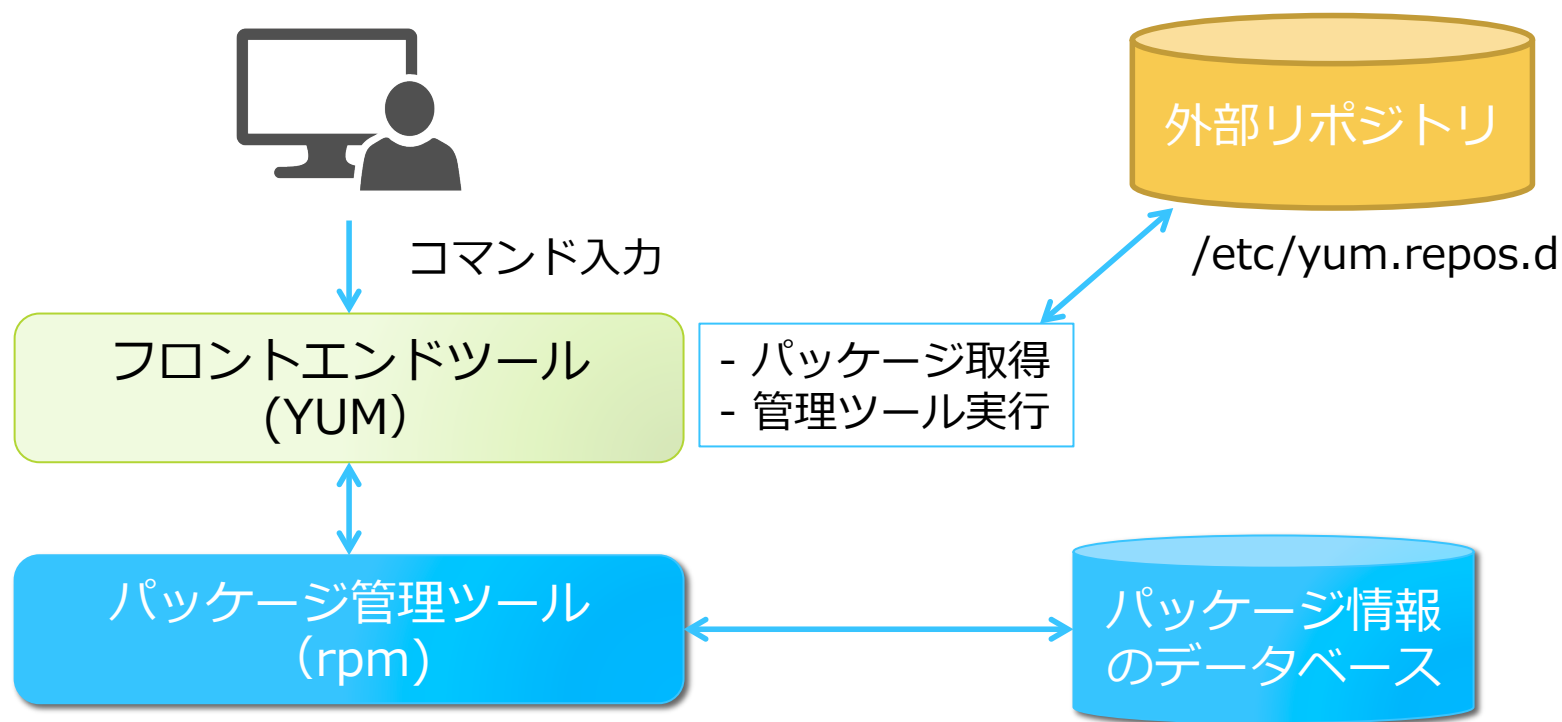 外部リポジトリ
コマンド入力
/etc/yum.repos.d
フロントエンドツール
(YUM）
- パッケージ取得
- 管理ツール実行
パッケージ管理ツール
（rpm)
パッケージ情報
のデータベース